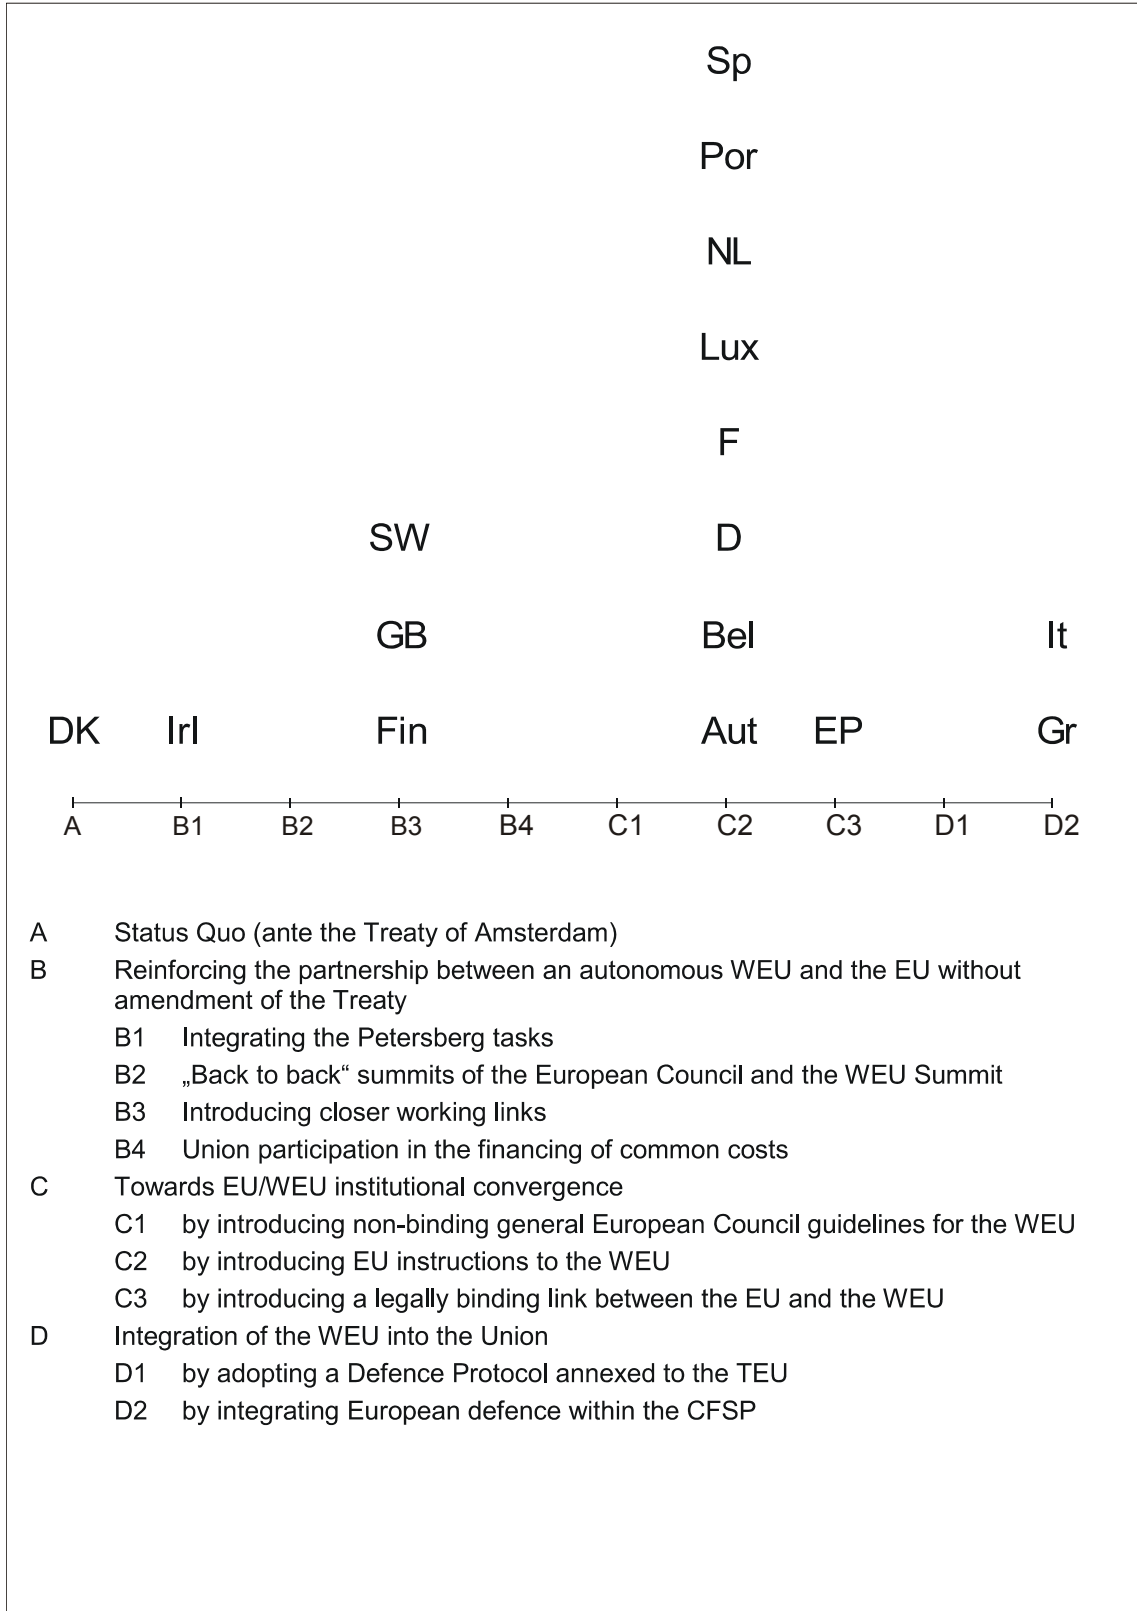 Sp
Por
NL
Lux
F
SW D
GB Bel It
DK Irl Fin Aut EP Gr
A B1 B2 B3 B4 C1 C2 C3 D1 D2
A Status Quo (ante the Treaty of Amsterdam)
B Reinforcing the partnership between an autonomous WEU and the EU without
amendment of the Treaty
B1 Integrating the Petersberg tasks
B2 „Back to back“ summits of the European Council and the WEU Summit
B3 Introducing closer working links
B4 Union participation in the financing of common costs
C Towards EU/WEU institutional convergence
C1 by introducing non-binding general European Council guidelines for the WEU
C2 by introducing EU instructions to the WEU
C3 by introducing a legally binding link between the EU and the WEU
D Integration of the WEU into the Union
D1 by adopting a Defence Protocol annexed to the TEU
D2 by integrating European defence within the CFSP